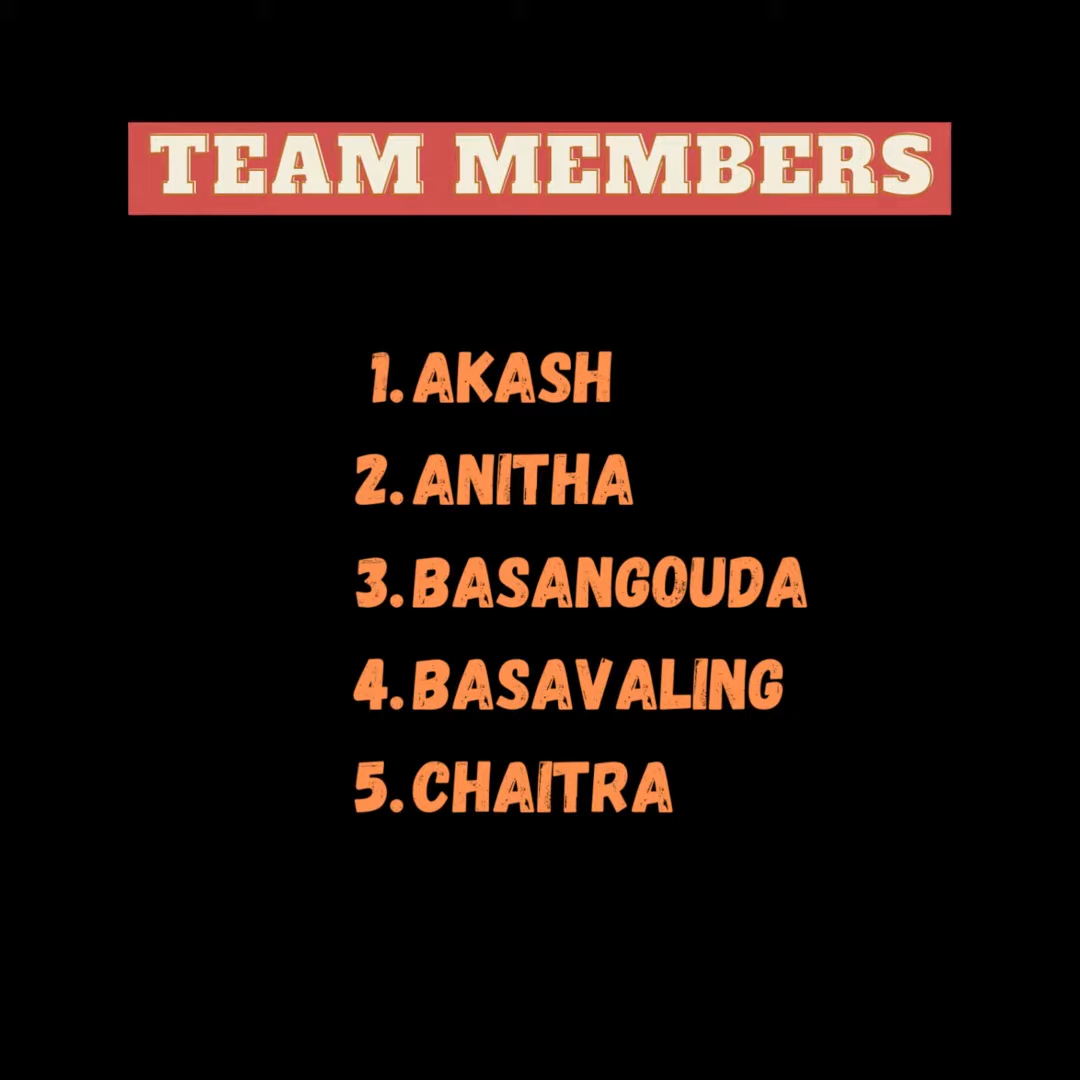 TEAM MEMBERS
1. AKASH
2. ANITHA
3. BASANGOUDA
4. BASAVALING
5. CHAITRA